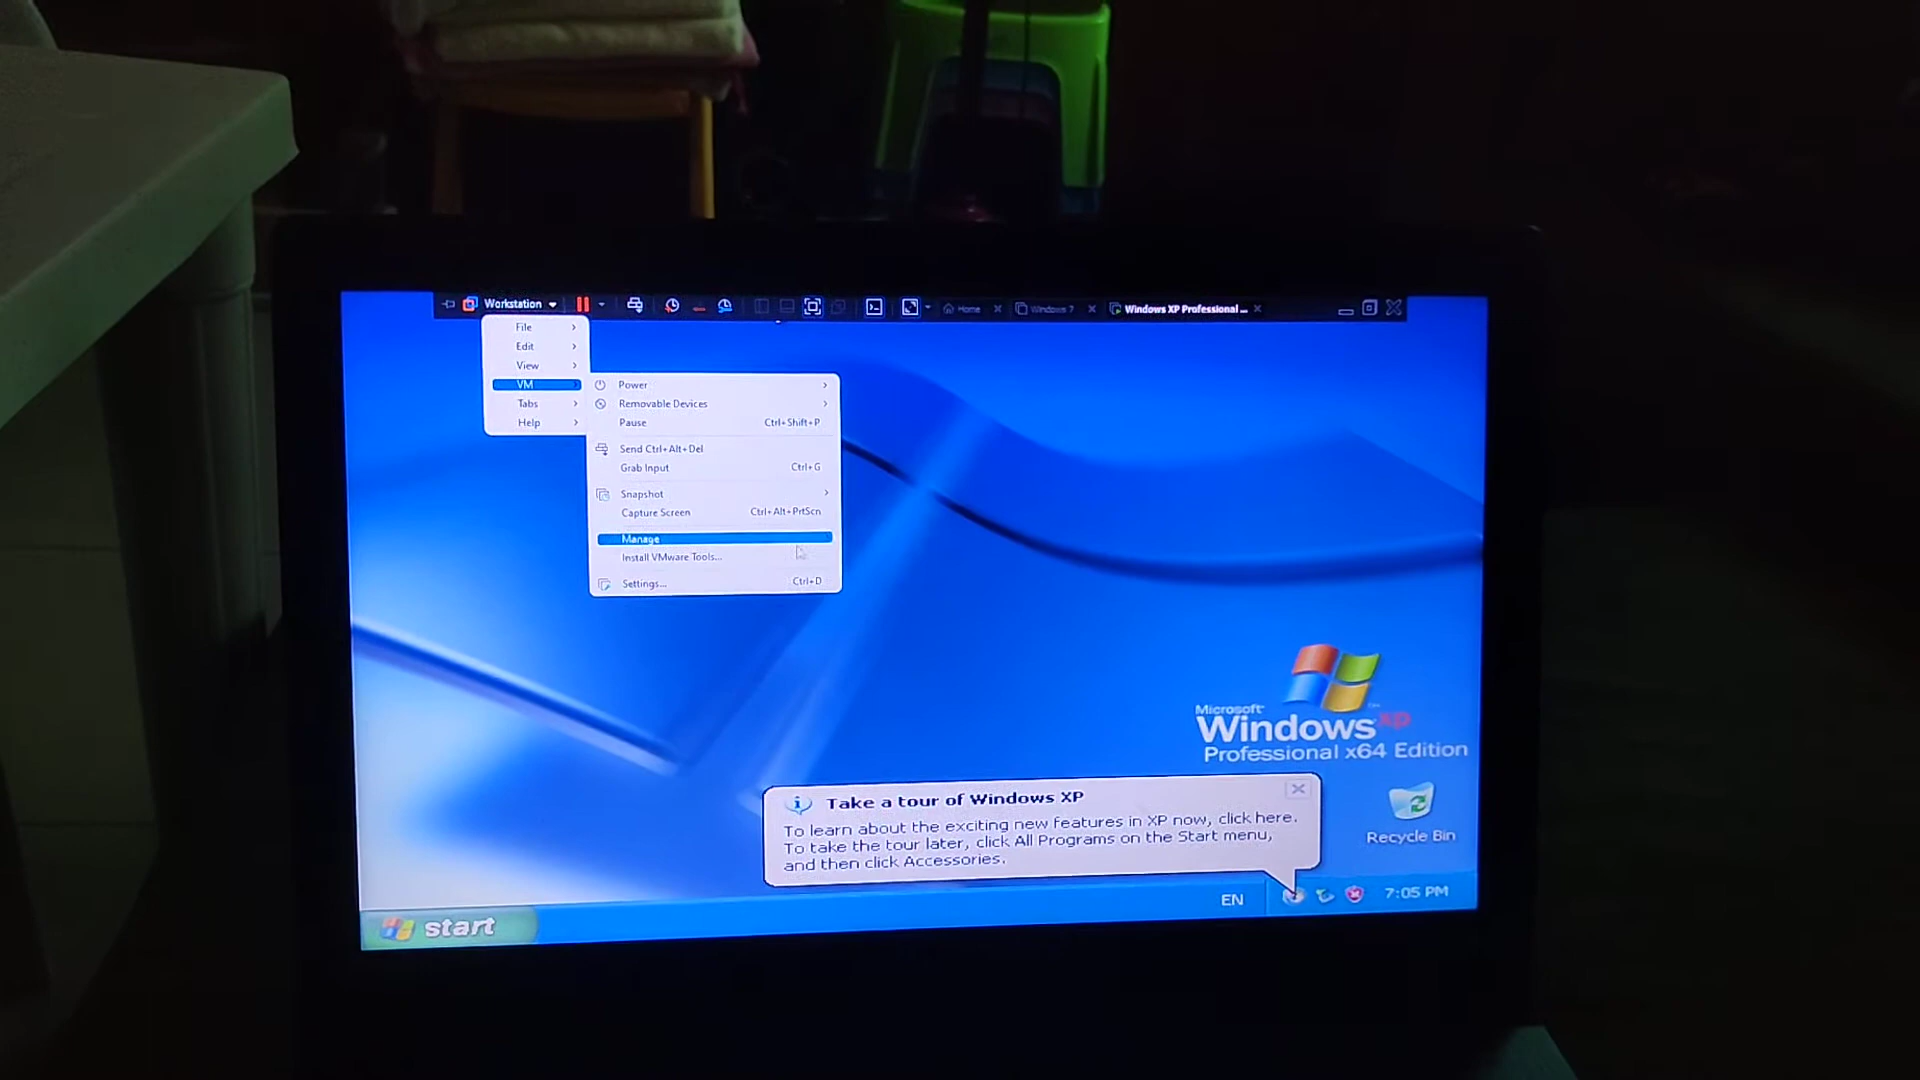 Workstation
Home
Windows 7
Windows XP Professional ...
File
Edit
View
VM
Tabs
Help
Power
Removable Devices
Pause Ctrl+Shift+P
Send Ctrl+Alt+Del
Grab Input Ctrl+G
Snapshot
Capture Screen Ctrl+Alt+PrtScn
Manage
Install VMware Tools...
Settings... Ctrl+D
Microsoft
Windows xp
Professional x64 Edition
Take a tour of Windows XP
To learn about the exciting new features in XP now, click here.
To take the tour later, click All Programs on the Start menu,
and then click Accessories.
Recycle Bin
start
EN
7:05 PM